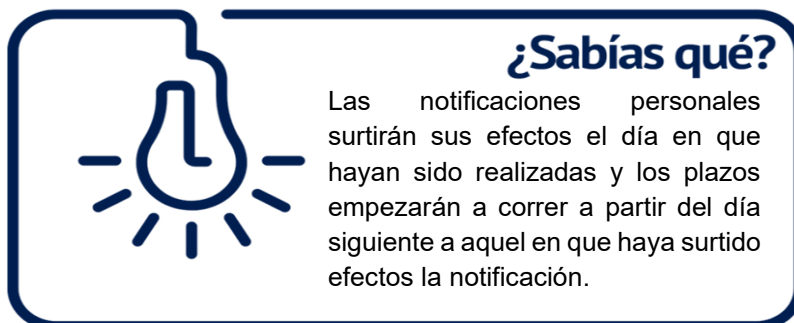 ¿Sabías qué?
Las notificaciones personales
surtirán sus efectos el día en que
hayan sido realizadas y los plazos
empezarán a correr a partir del día
siguiente a aquel en que haya surtido
efectos la notificación.